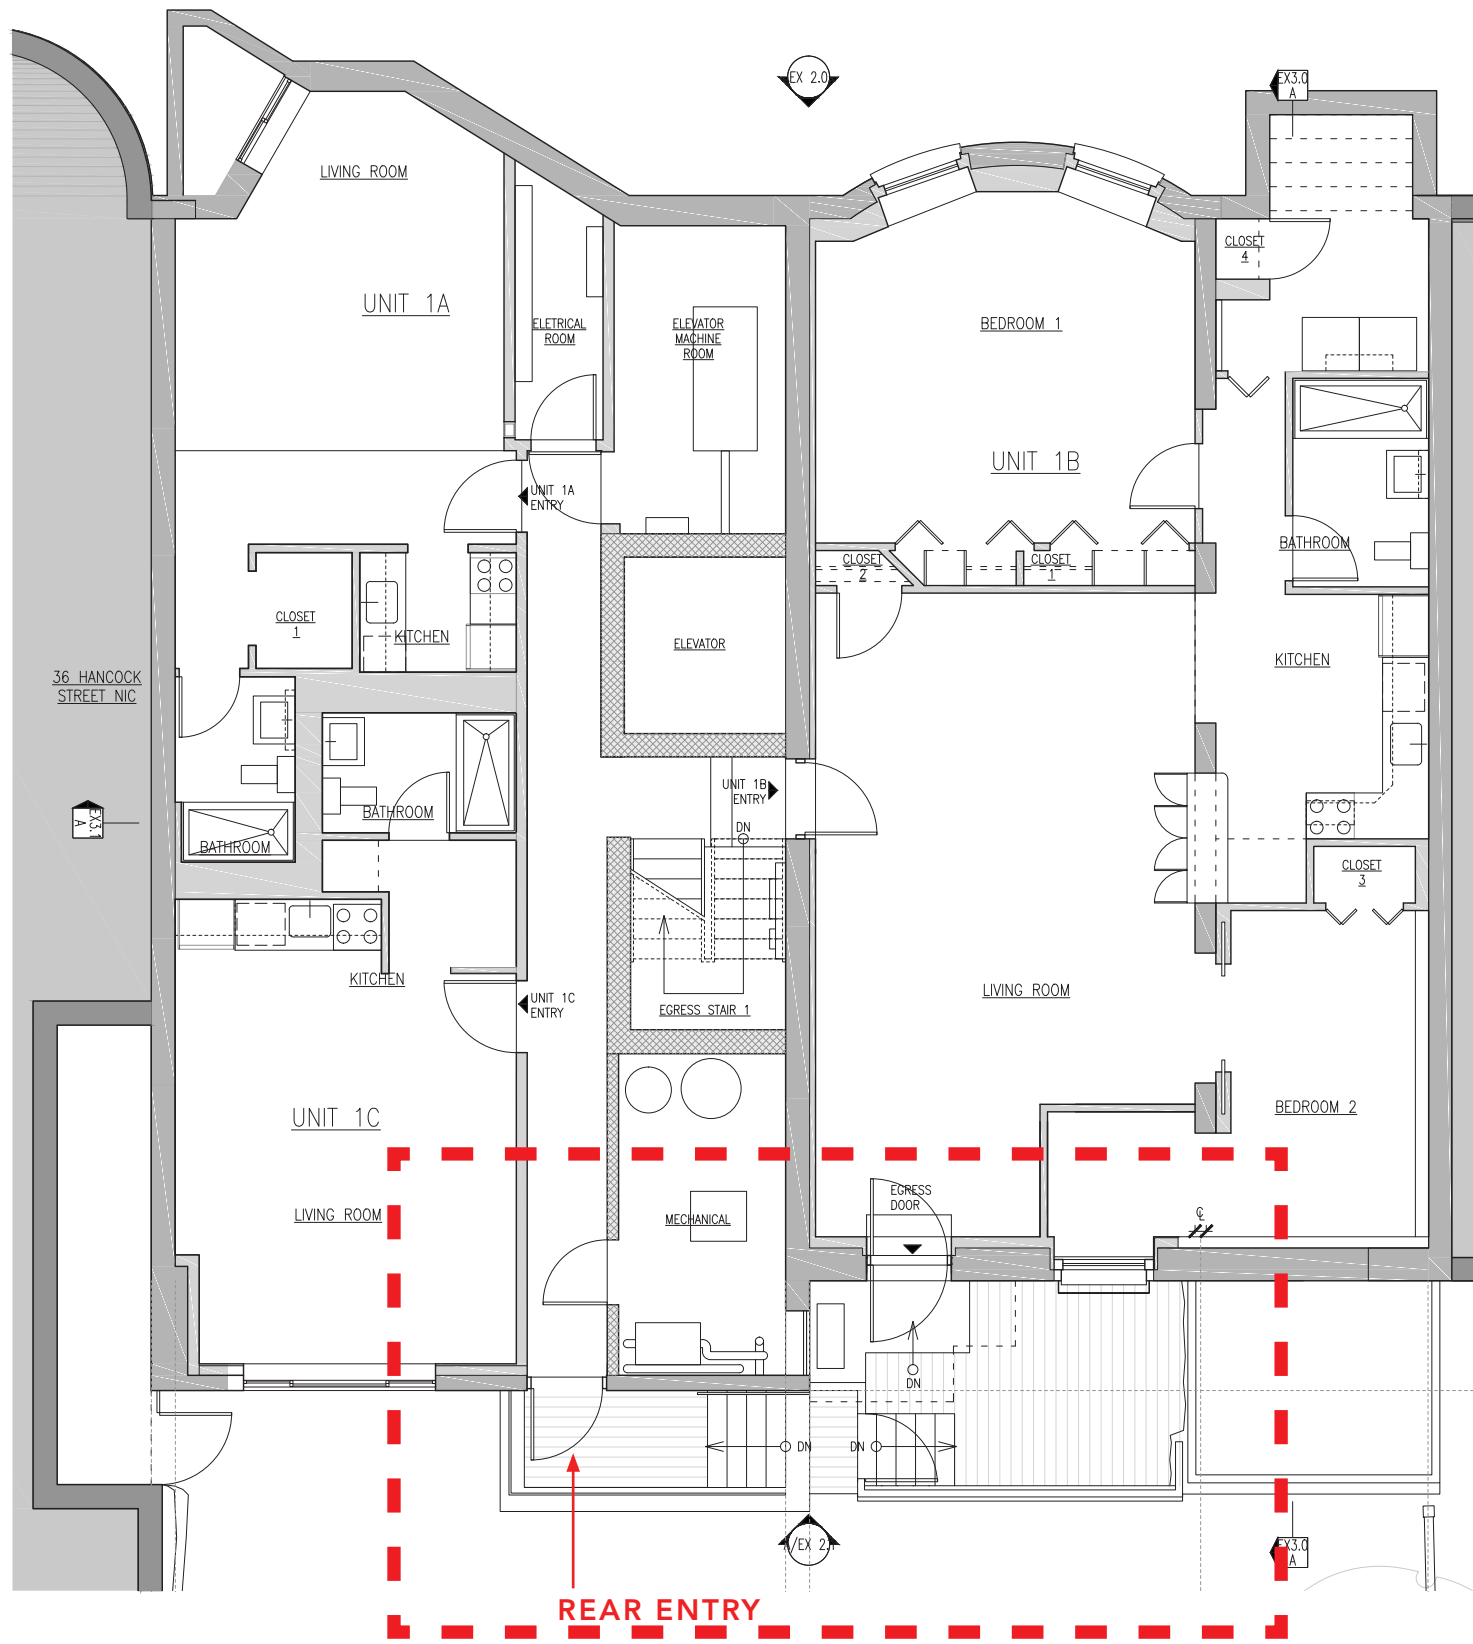 EX 2.0
EX3.0
A
LIVING ROOM
CLOSET
4
UNIT 1A
ELETRICAL
ROOM
ELEVATOR
MACHINE
ROOM
BEDROOM 1
UNIT 1B
UNIT 1A
ENTRY
BATHROOM
CLOSET
2
CLOSET
1
CLOSET
1
KITCHEN
ELEVATOR
KITCHEN
36 HANCOCK
STREET NIC
UNIT 1B
ENTRY
EX3.1
A
BATHROOM
DN
BATHROOM
CLOSET
3
KITCHEN
LIVING ROOM
UNIT 1C
ENTRY
EGRESS STAIR 1
UNIT 1C
BEDROOM 2
EGRESS
DOOR
LIVING ROOM
MECHANICAL
DN
DN
DN
EX3.0
A
REAR ENTRY